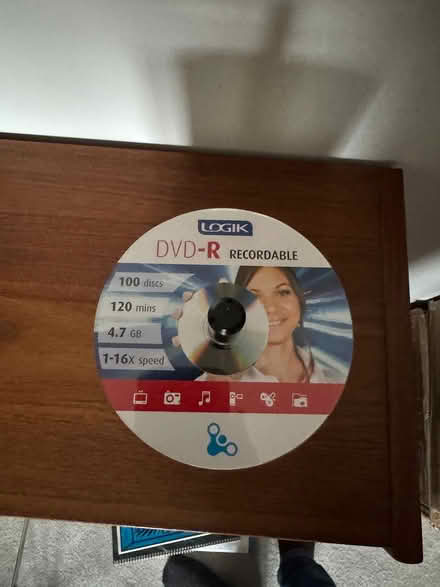 LOGIK
DVD-R RECORDABLE
100 discs
120 mins
4.7 GB
1-16X speed